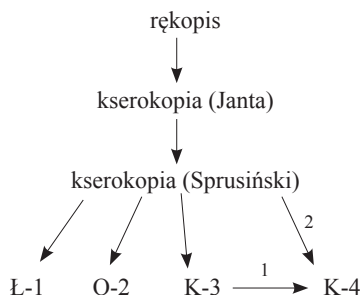 rękopis
kserokopia (Janta)
kserokopia (Sprusiński)
2
1
Ł-1 O-2 K-3 K-4